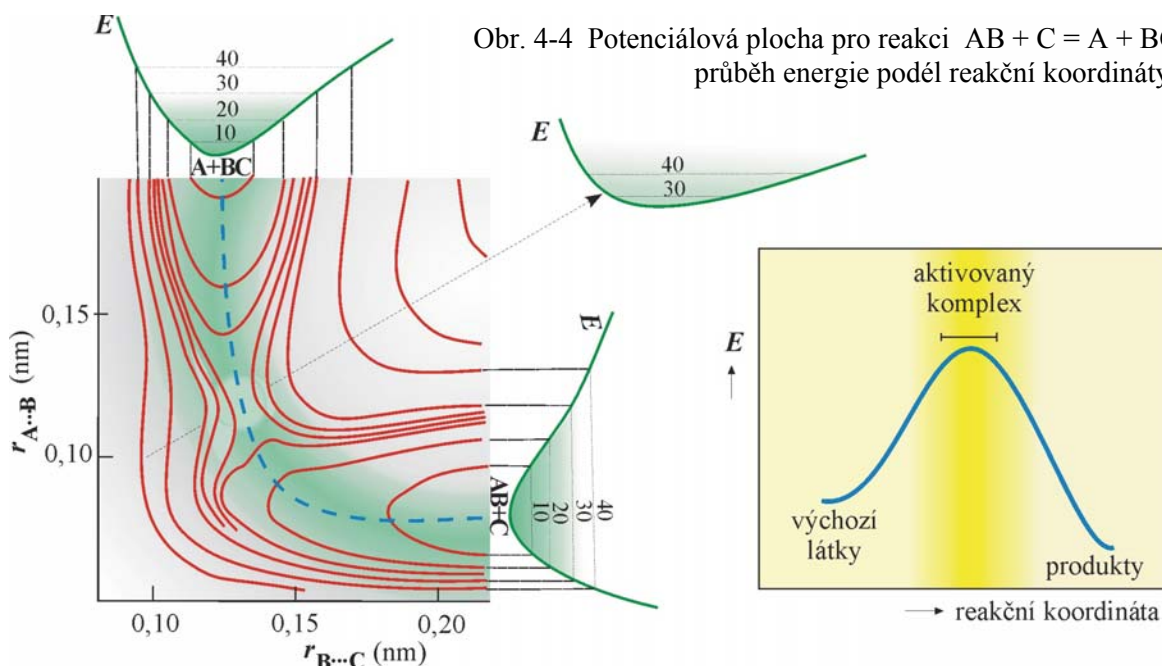 Obr. 4-4 Potenciálová plocha pro reakci AB + C = A + BC
průběh energie podél reakční koordináty
E
40
30
20
10
A+BC
E
40
30
0,15
0,10
r A···B (nm)
E
AB+C
10
20
30
40
0,10
0,15
0,20
r B···C (nm)
aktivovaný
komplex
E
výchozí
látky
produkty
reakční koordináta